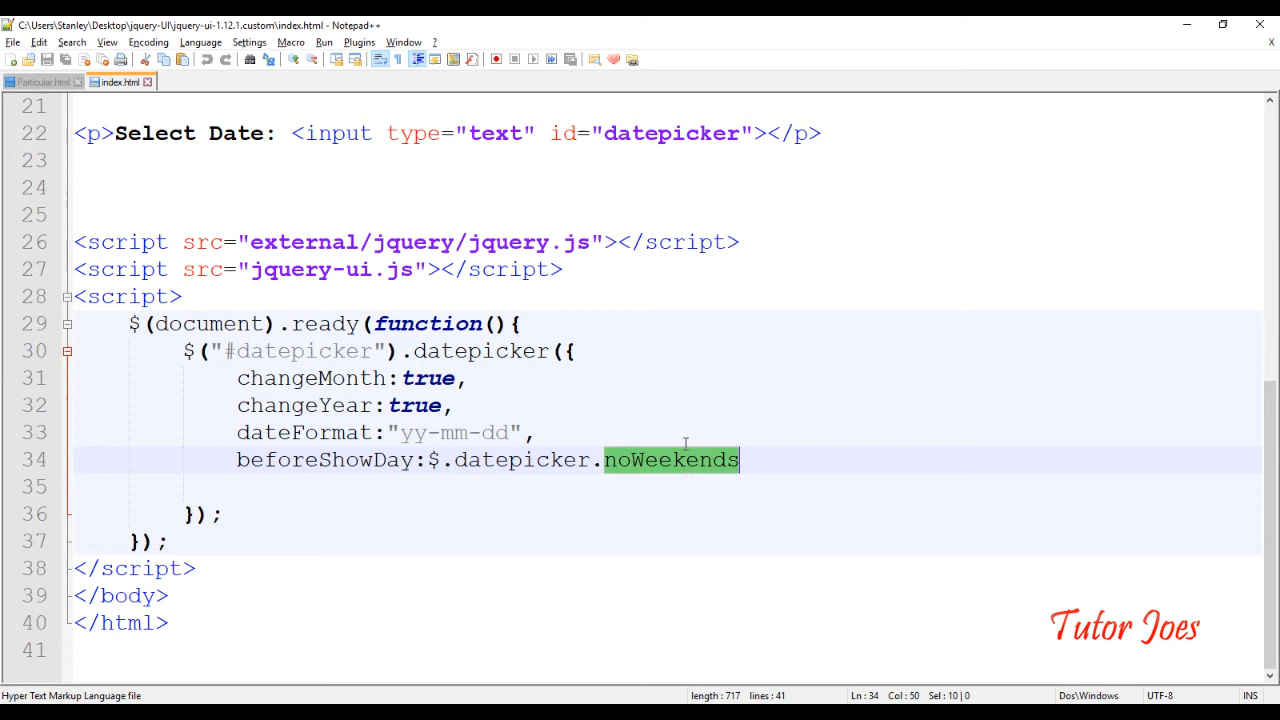 C:\Users\Stanley\Desktop\jquery-UI\jquery-ui-1.12.1.custom\index.html - Notepad++
File Edit Search View Encoding Language Settings Macro Run Plugins Window ?
X
Particular.html index.html
21
22 <p>Select Date: <input type="text" id="datepicker"></p>
23
24
25
26 <script src="external/jquery/jquery.js"></script>
27 <script src="jquery-ui.js"></script>
28 <script>
29 $(document).ready(function(){
30 $("#datepicker").datepicker({
31 changeMonth:true,
32 changeYear:true,
33 dateFormat:"yy-mm-dd",
34 beforeShowDay:$.datepicker.noWeekends
35
36 });
37 });
38 </script>
39 </body>
40 </html>
41
Tutor Joes
Hyper Text Markup Language file length : 717 lines : 41 Ln : 34 Col : 50 Sel : 10 | 0 Dos\Windows UTF-8 INS